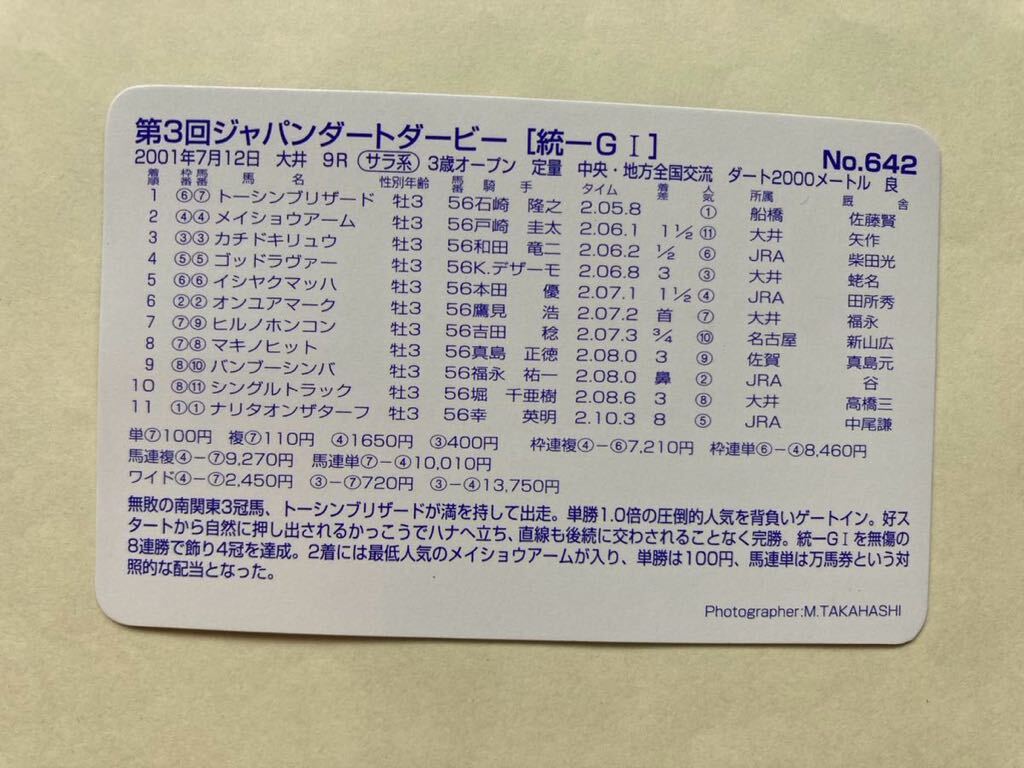 第3回ジャパンダートダービー［統一GⅠ］
No.642
2001年7月12日 大井 9R (サラ系) 3歳オープン 定量 中央・地方全国交流 ダート2000メートル 良
着順 枠番 馬番 馬名 性別年齢 馬番 騎手 タイム 着差 人気 所属 厩舎
1 ⑥⑦ トーシンブリザード 牡3 56石崎 隆之 2.05.8 ① 船橋 佐藤賢
2 ④④ メイショウアーム 牡3 56戸崎 圭太 2.06.1 1½ ⑪ 大井 矢作
3 ③③ カチドキリュウ 牡3 56和田 竜二 2.06.2 ½ ⑥ JRA 柴田光
4 ⑤⑤ ゴッドラヴァー 牡3 56K.デザーモ 2.06.8 3 ③ 大井 蛯名
5 ⑥⑥ イシヤクマッハ 牡3 56本田 優 2.07.1 1½ ④ JRA 田所秀
6 ②② オンユアマーク 牡3 56鷹見 浩 2.07.2 首 ⑦ 大井 福永
7 ⑦⑨ ヒルノホンコン 牡3 56吉田 稔 2.07.3 ¾ ⑩ 名古屋 新山広
8 ⑦⑧ マキノヒット 牡3 56真島 正徳 2.08.0 3 ⑨ 佐賀 真島元
9 ⑧⑩ バンブーシンバ 牡3 56福永 祐一 2.08.0 鼻 ② JRA 谷
10 ⑧⑪ シングルトラック 牡3 56堀 千亜樹 2.08.6 3 ⑧ 大井 高橋三
11 ①① ナリタオンザターフ 牡3 56幸 英明 2.10.3 8 ⑤ JRA 中尾謙
単⑦100円 複⑦110円 ④1650円 ③400円 枠連複④－⑥7,210円 枠連単⑥－④8,460円
馬連複④－⑦9,270円 馬連単⑦－④10,010円
ワイド④－⑦2,450円 ③－⑦720円 ③－④13,750円
無敗の南関東3冠馬、トーシンブリザードが満を持して出走。単勝1.0倍の圧倒的人気を背負いゲートイン。好ス
タートから自然に押し出されるかっこうでハナへ立ち、直線も後続に交わされることなく完勝。統一GⅠを無傷の
8連勝で飾り4冠を達成。2着には最低人気のメイショウアームが入り、単勝は100円、馬連単は万馬券という対
照的な配当となった。
Photographer:M.TAKAHASHI